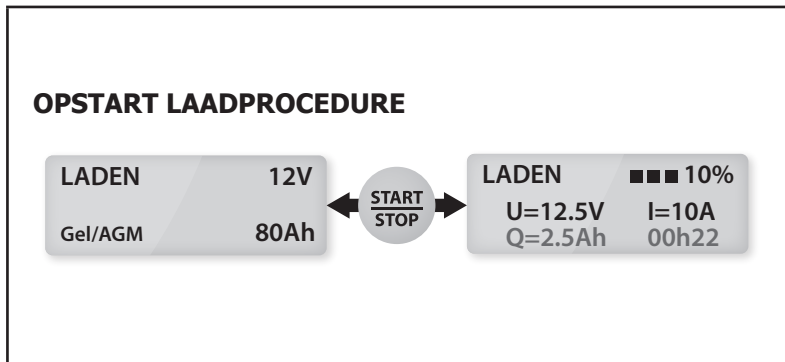 OPSTART LAADPROCEDURE
LADEN 12V
Gel/AGM 80Ah
START
STOP
LADEN 10%
U=12.5V I=10A
Q=2.5Ah 00h22